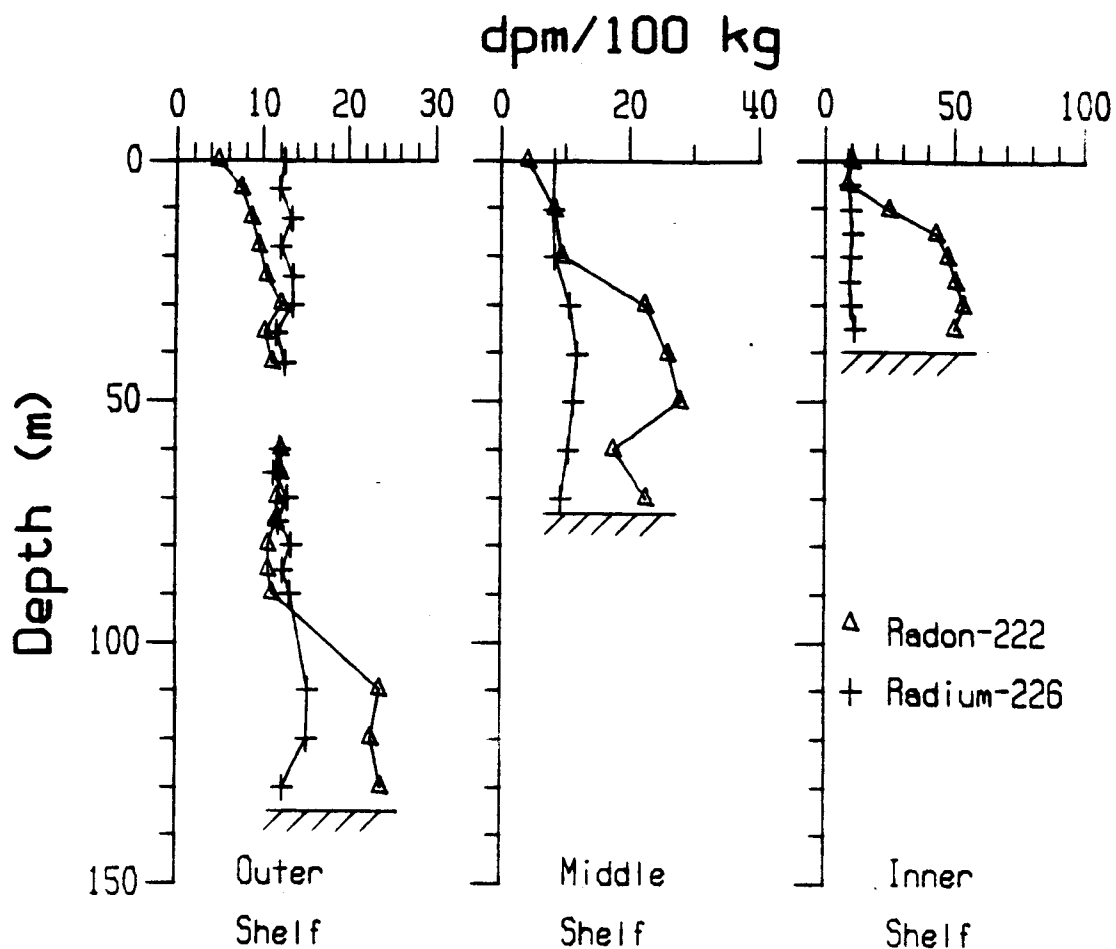 dpm/100 kg
0 10 20 30 0 20 40 0 50 100
0
50
Depth (m)
100
Radon-222
Radium-226
150
Outer Middle Inner
Shelf Shelf Shelf